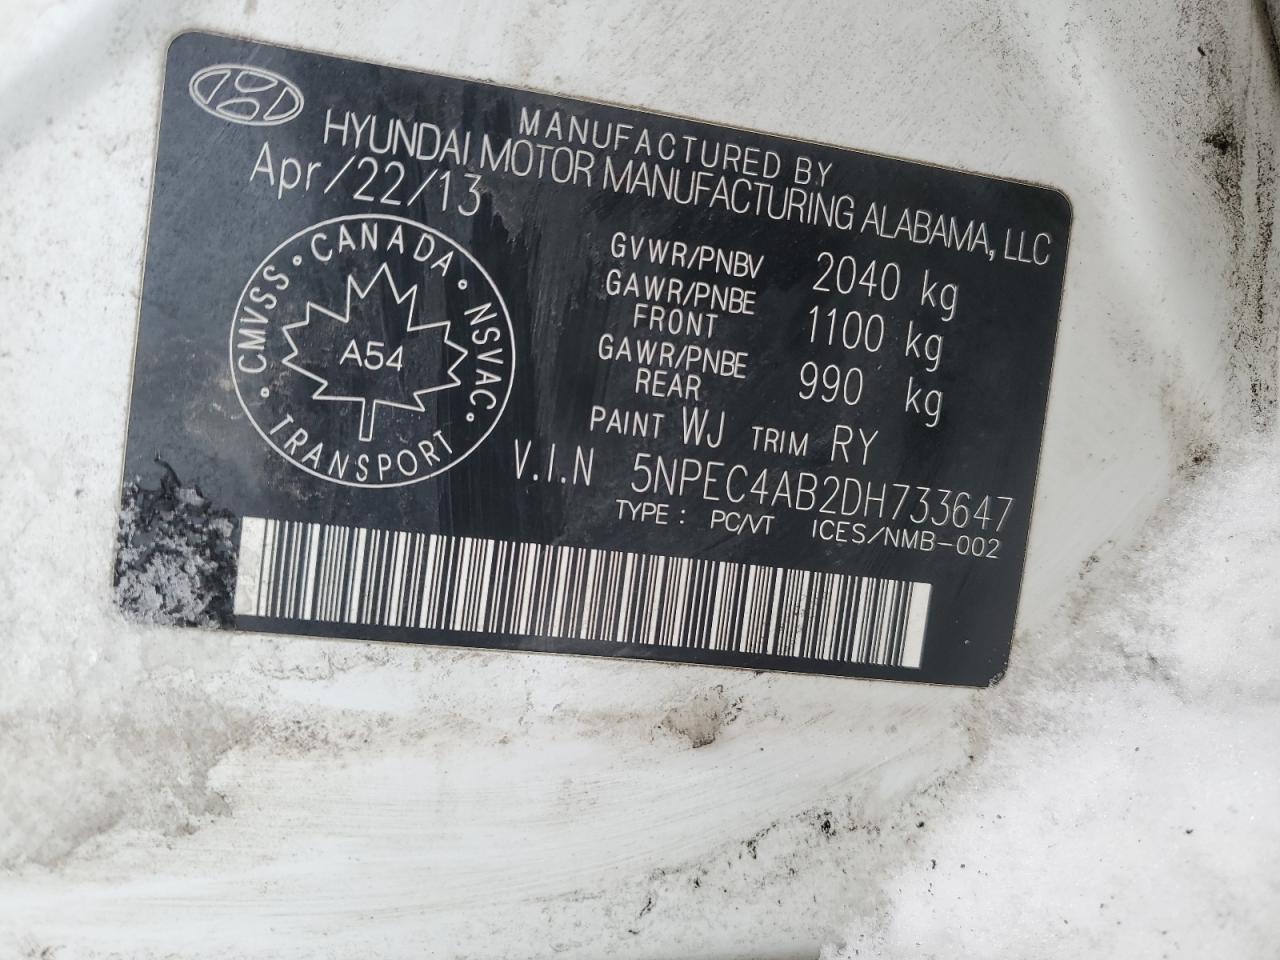 MANUFACTURED BY
HYUNDAI MOTOR MANUFACTURING ALABAMA, LLC
Apr/22/13
CANADA • NSVAC • TRANSPORT • CMVSS •
A54
GVWR/PNBV 2040 kg
GAWR/PNBE FRONT 1100 kg
GAWR/PNBE REAR 990 kg
PAINT WJ TRIM RY
V.I.N 5NPEC4AB2DH733647
TYPE : PC/VT ICES/NMB-002